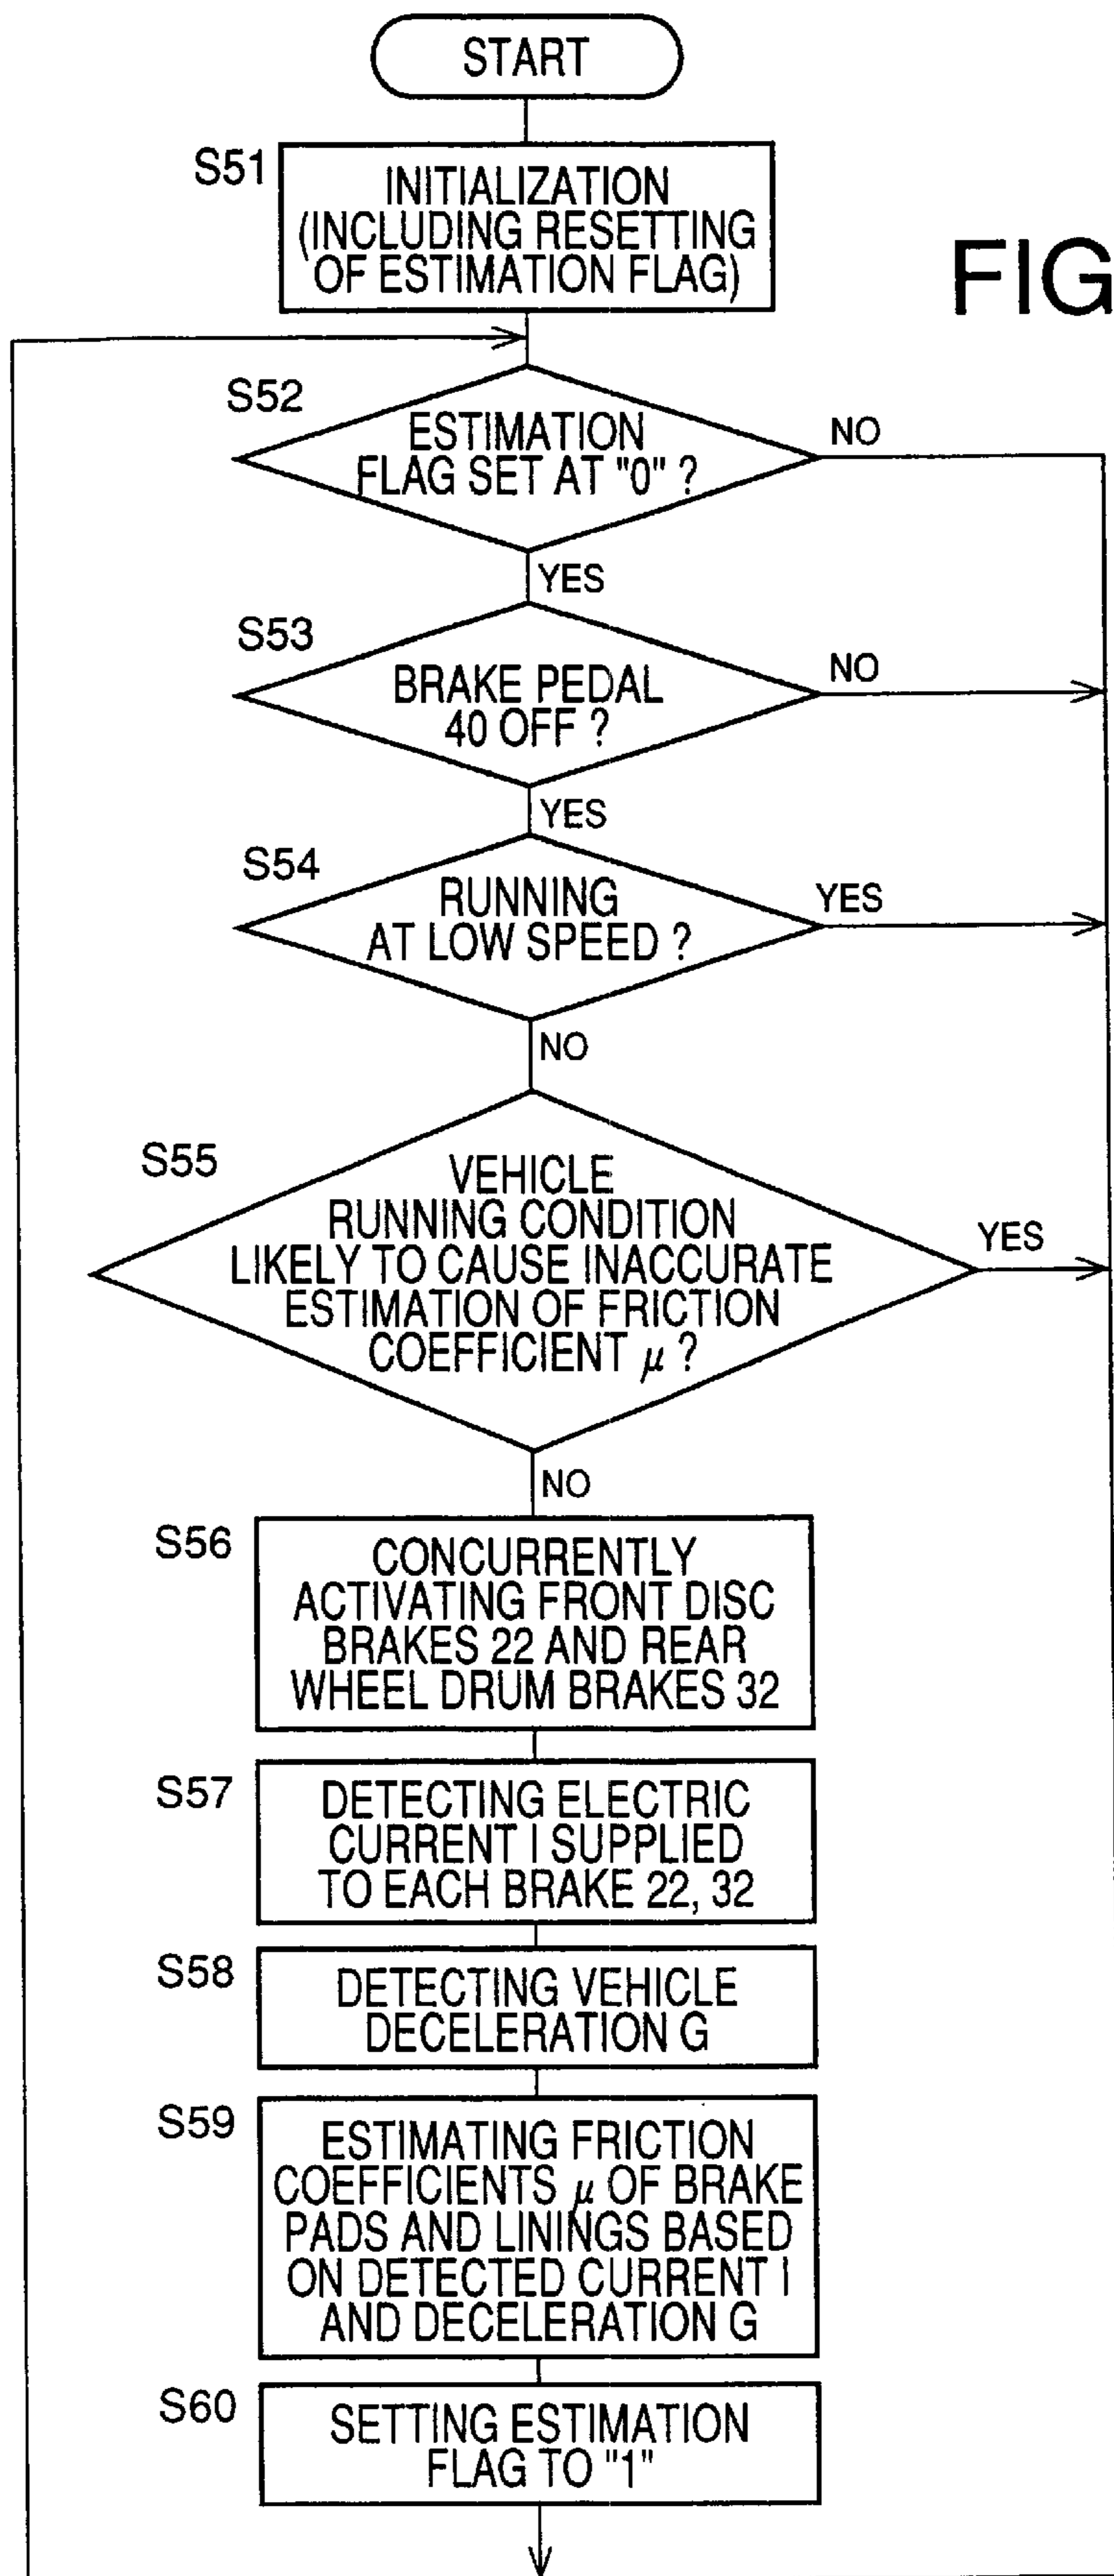 START
S51
INITIALIZATION
(INCLUDING RESETTING
OF ESTIMATION FLAG)
FIG
S52
ESTIMATION
FLAG SET AT "0" ?
NO
YES
S53
BRAKE PEDAL
40 OFF ?
NO
YES
S54
RUNNING
AT LOW SPEED ?
YES
NO
S55
VEHICLE
RUNNING CONDITION
LIKELY TO CAUSE INACCURATE
ESTIMATION OF FRICTION
COEFFICIENT μ ?
YES
NO
S56
CONCURRENTLY
ACTIVATING FRONT DISC
BRAKES 22 AND REAR
WHEEL DRUM BRAKES 32
S57
DETECTING ELECTRIC
CURRENT I SUPPLIED
TO EACH BRAKE 22, 32
S58
DETECTING VEHICLE
DECELERATION G
S59
ESTIMATING FRICTION
COEFFICIENTS μ OF BRAKE
PADS AND LININGS BASED
ON DETECTED CURRENT I
AND DECELERATION G
S60
SETTING ESTIMATION
FLAG TO "1"